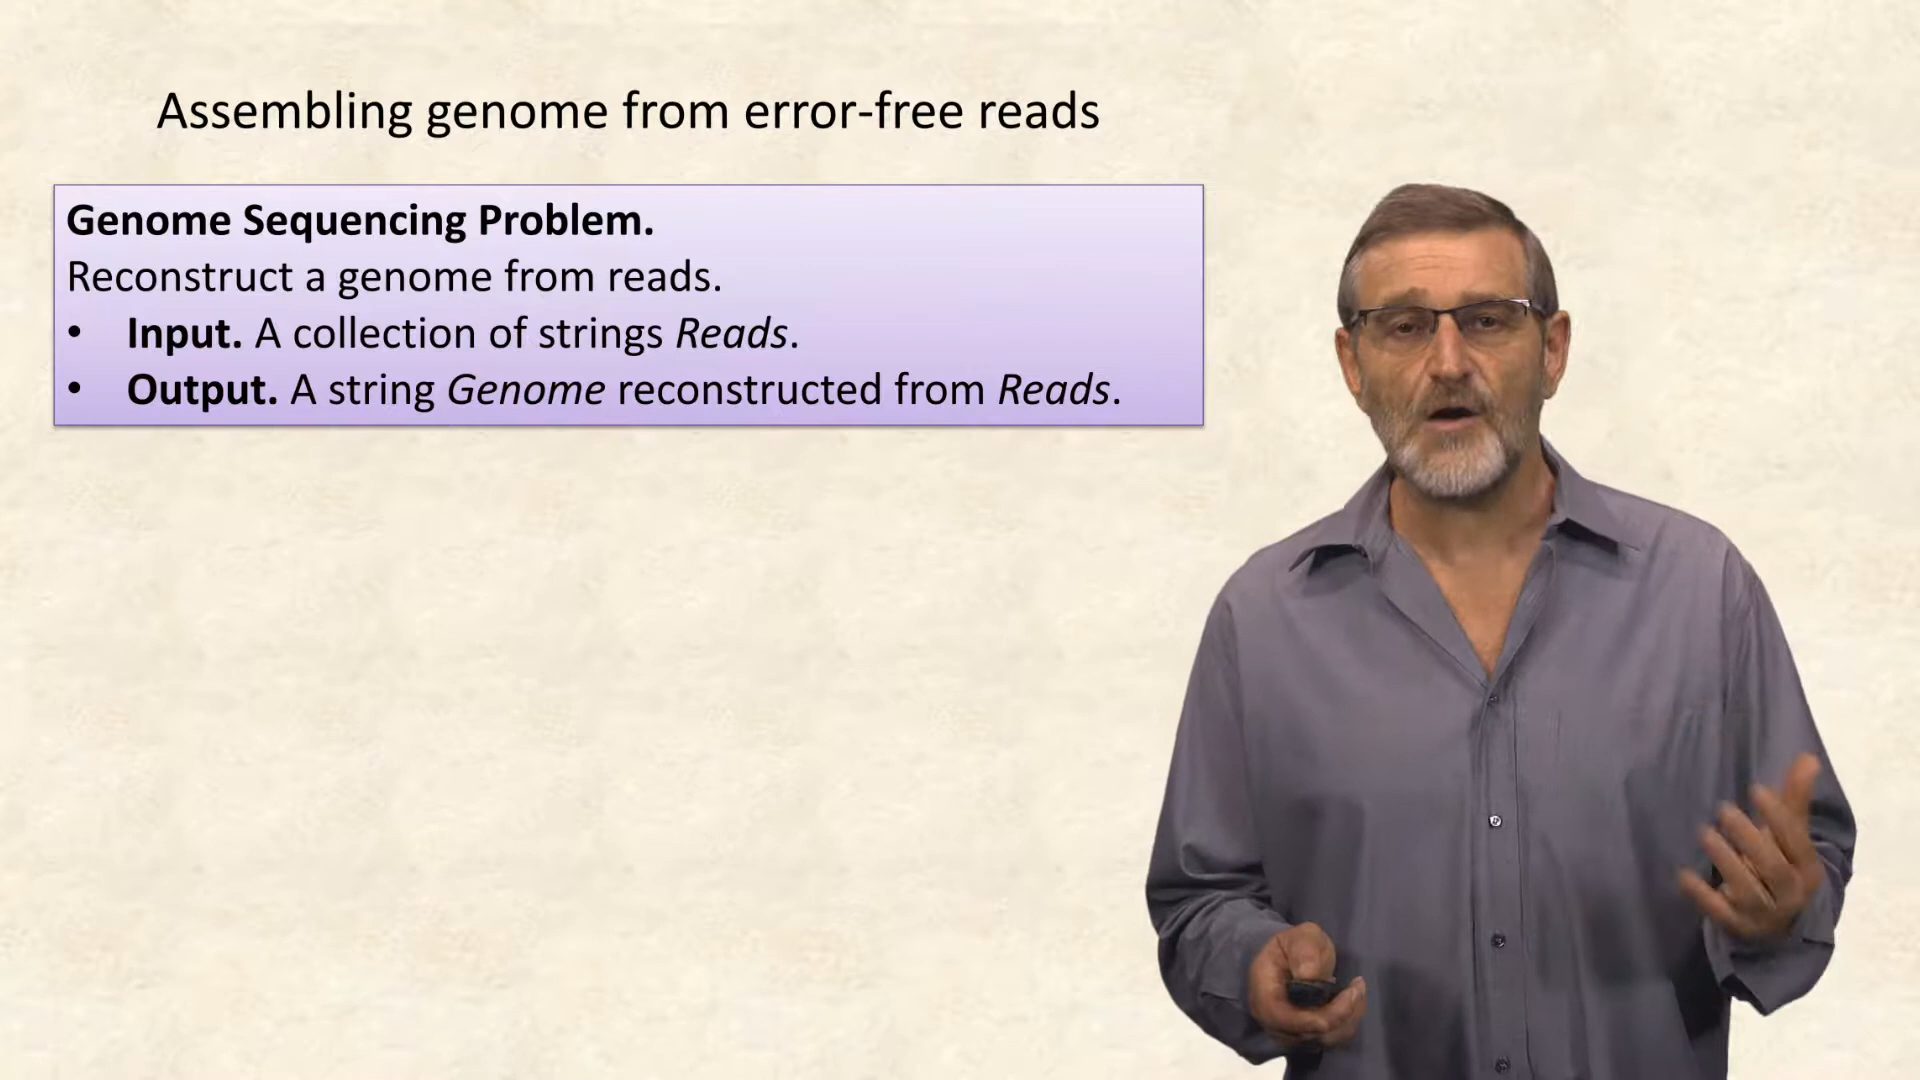 Assembling genome from error-free reads
Genome Sequencing Problem.
Reconstruct a genome from reads.
• Input. A collection of strings Reads.
• Output. A string Genome reconstructed from Reads.